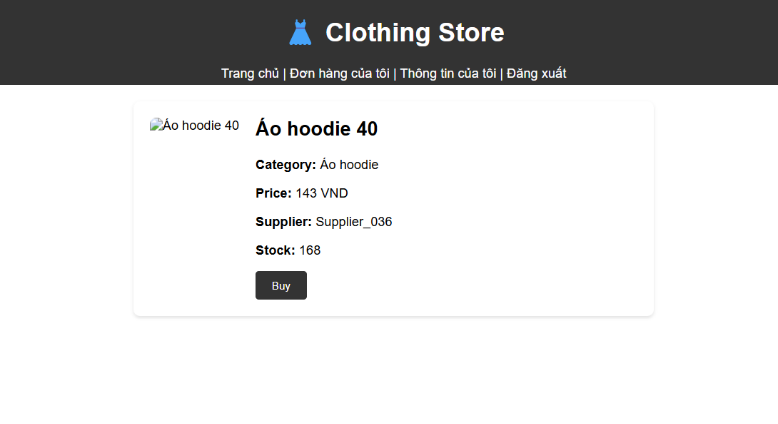 Clothing Store
Trang chủ | Đơn hàng của tôi | Thông tin của tôi | Đăng xuất
Áo hoodie 40
Áo hoodie 40
Category: Áo hoodie
Price: 143 VND
Supplier: Supplier_036
Stock: 168
Buy